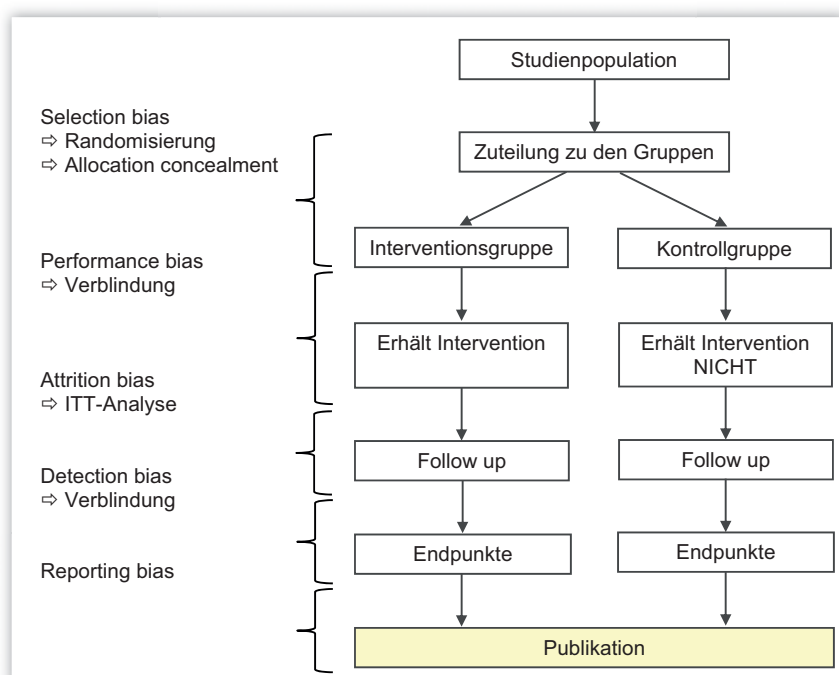 Studienpopulation
Selection bias
⇨ Randomisierung
⇨ Allocation concealment
Zuteilung zu den Gruppen
Interventionsgruppe
Kontrollgruppe
Performance bias
⇨ Verblindung
Erhält Intervention
Erhält Intervention
NICHT
Attrition bias
⇨ ITT-Analyse
Follow up
Follow up
Detection bias
⇨ Verblindung
Endpunkte
Endpunkte
Reporting bias
Publikation